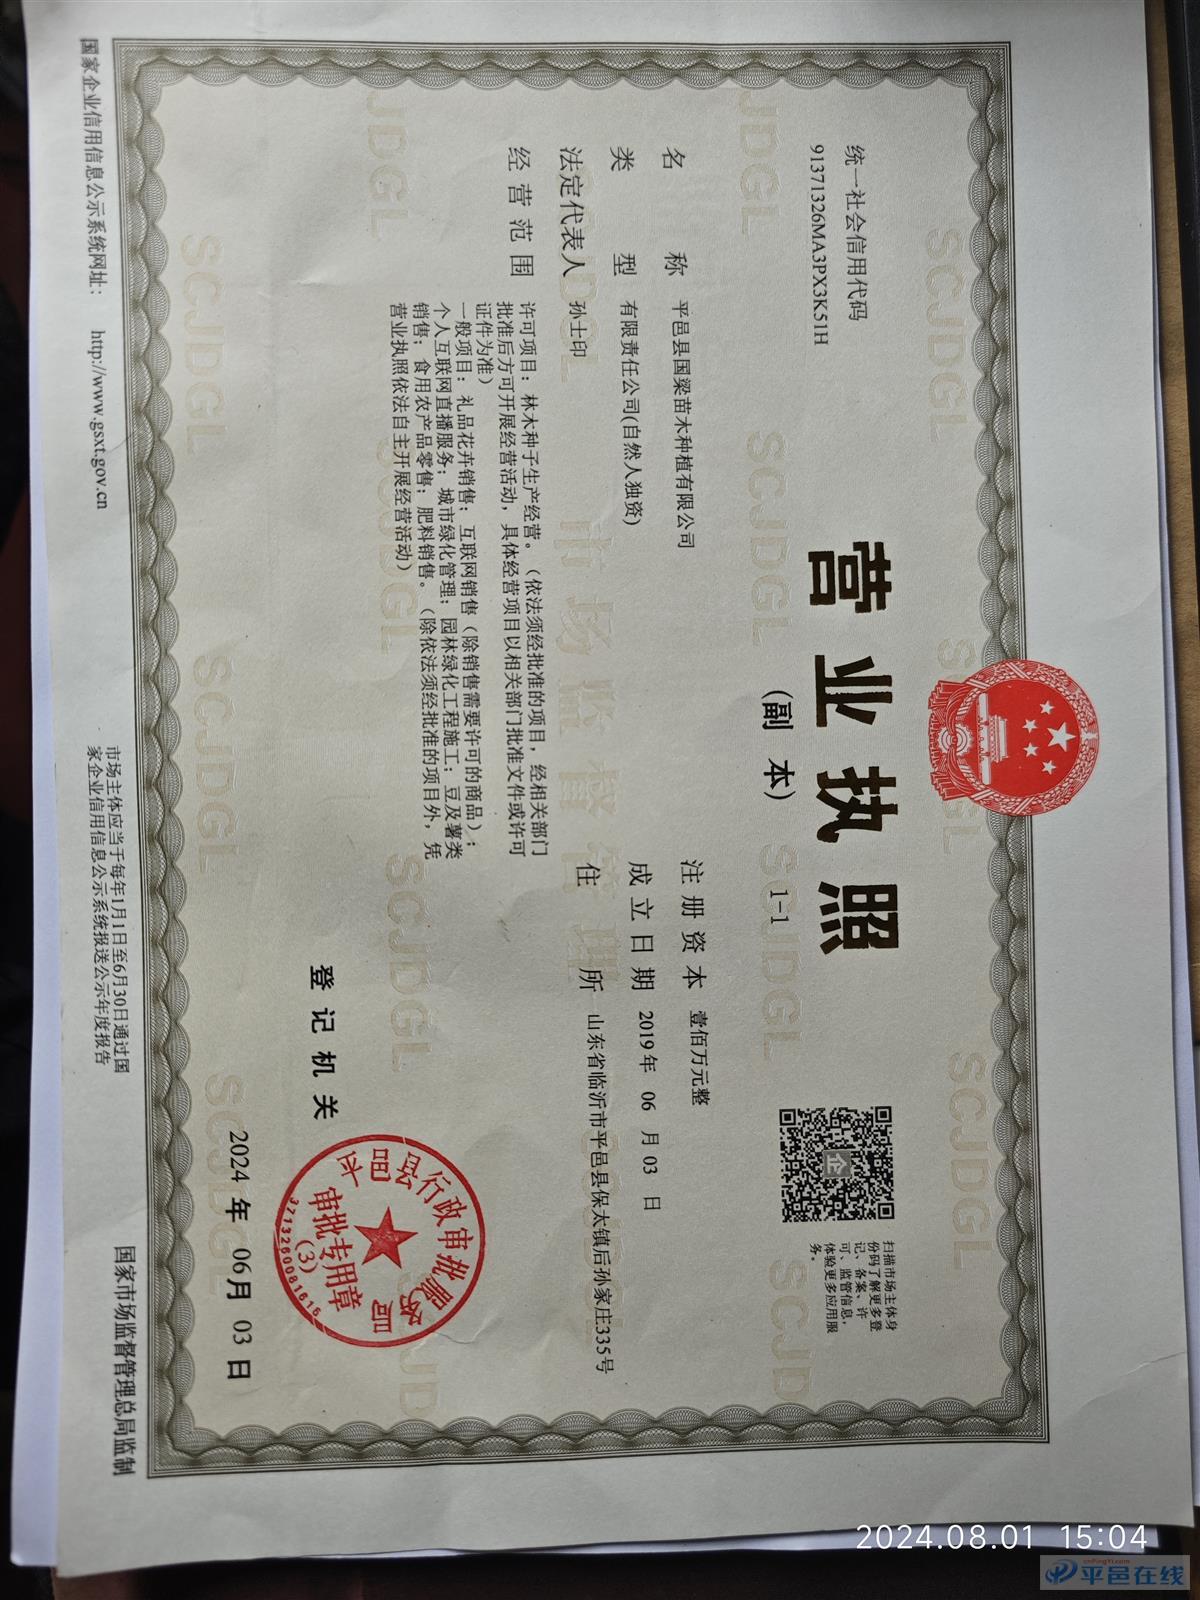 统一社会信用代码
91371326MA3PX3K51H
营业执照
（副 本） 1-1
扫描市场主体身
份码了解更多登
记、备案、许
可、监管信息，
体验更多应用服
务。
名 称 平邑县国梁苗木种植有限公司
类 型 有限责任公司(自然人独资)
法定代表人 孙士印
经 营 范 围 许可项目：林木种子生产经营。（依法须经批准的项目，经相关部门
批准后方可开展经营活动，具体经营项目以相关部门批准文件或许可
证件为准）
一般项目：礼品花卉销售；互联网销售（除销售需要许可的商品）；
个人互联网直播服务；城市绿化管理；园林绿化工程施工；豆及薯类
销售；食用农产品零售；肥料销售。（除依法须经批准的项目外，凭
营业执照依法自主开展经营活动）
注 册 资 本 壹佰万元整
成 立 日 期 2019年 06 月 03 日
住 所 山东省临沂市平邑县保太镇后孙家庄335号
登 记 机 关
平邑县行政审批服务局
审批专用章
(3)
3713260081616
2024 年 06月 03 日
国家企业信用信息公示系统网址： http://www.gsxt.gov.cn
市场主体应当于每年1月1日至6月30日通过国
家企业信用信息公示系统报送公示年度报告
国家市场监督管理总局监制
SCJDGL
市场监督管理
企
2024.08.01 15:04
cnPingYi.com
平邑在线